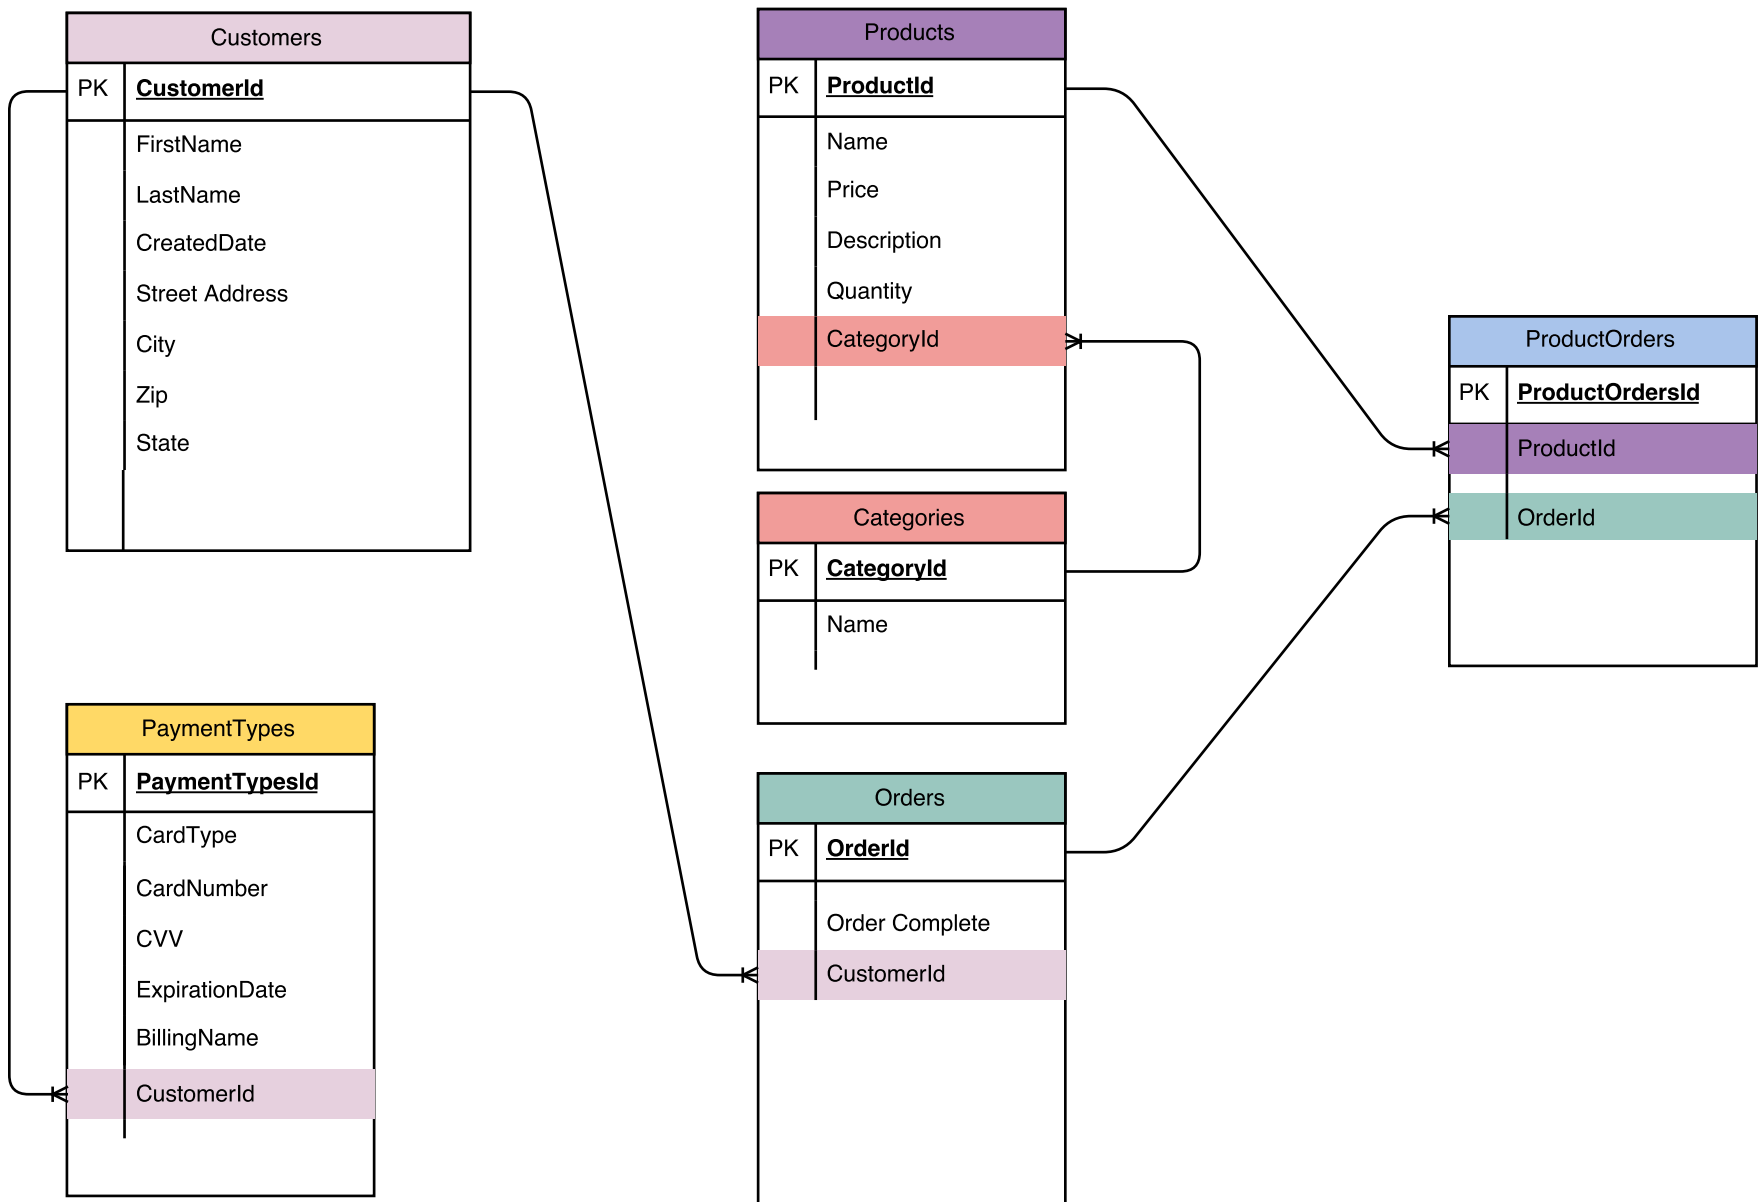 Customers
PK CustomerId
FirstName
LastName
CreatedDate
Street Address
City
Zip
State
PaymentTypes
PK PaymentTypesId
CardType
CardNumber
CVV
ExpirationDate
BillingName
CustomerId
Products
PK ProductId
Name
Price
Description
Quantity
CategoryId
Categories
PK CategoryId
Name
Orders
PK OrderId
Order Complete
CustomerId
ProductOrders
PK ProductOrdersId
ProductId
OrderId